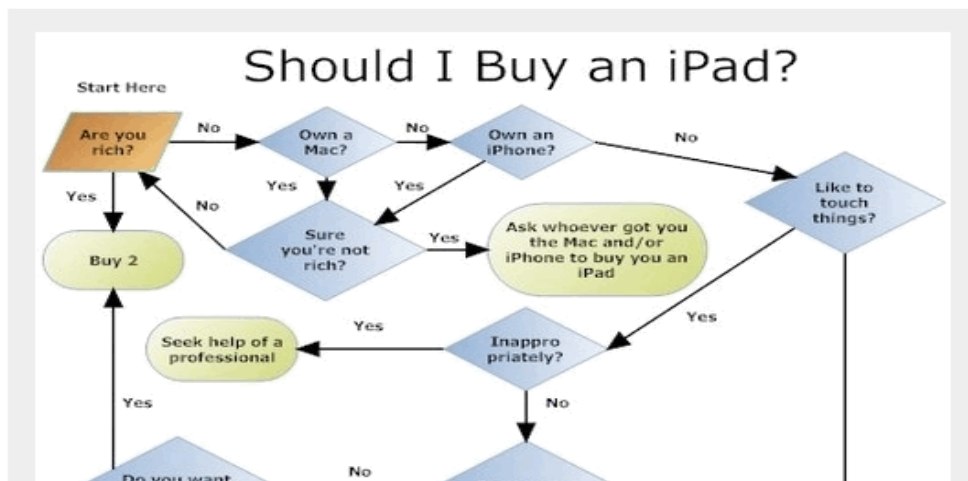 Should I Buy an iPad?
Start Here
Are you
rich?
No
Own a
Mac?
No
Own an
iPhone?
No
Like to
touch
things?
Yes
Yes
Yes
No
Sure
you're not
rich?
Yes
Ask whoever got you
the Mac and/or
iPhone to buy you an
iPad
Buy 2
Yes
Inappro
priately?
Yes
Seek help of a
professional
No
Yes
No
Do you want